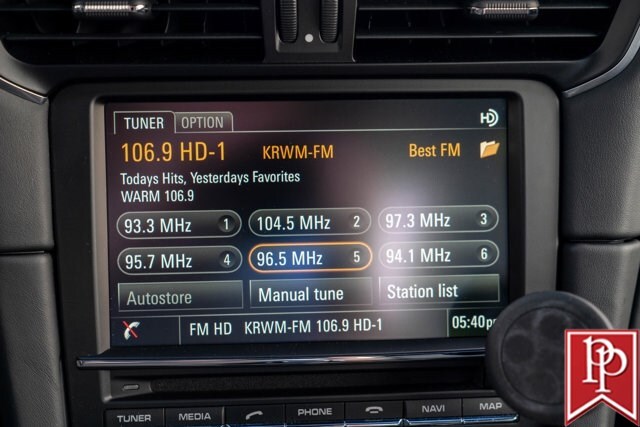 TUNER OPTION HD
106.9 HD-1 KRWM-FM Best FM
Todays Hits, Yesterdays Favorites
WARM 106.9
93.3 MHz 1 104.5 MHz 2 97.3 MHz 3
95.7 MHz 4 96.5 MHz 5 94.1 MHz 6
Autostore Manual tune Station list
FM HD KRWM-FM 106.9 HD-1 05:40pm
TUNER MEDIA PHONE NAVI MAP
PP